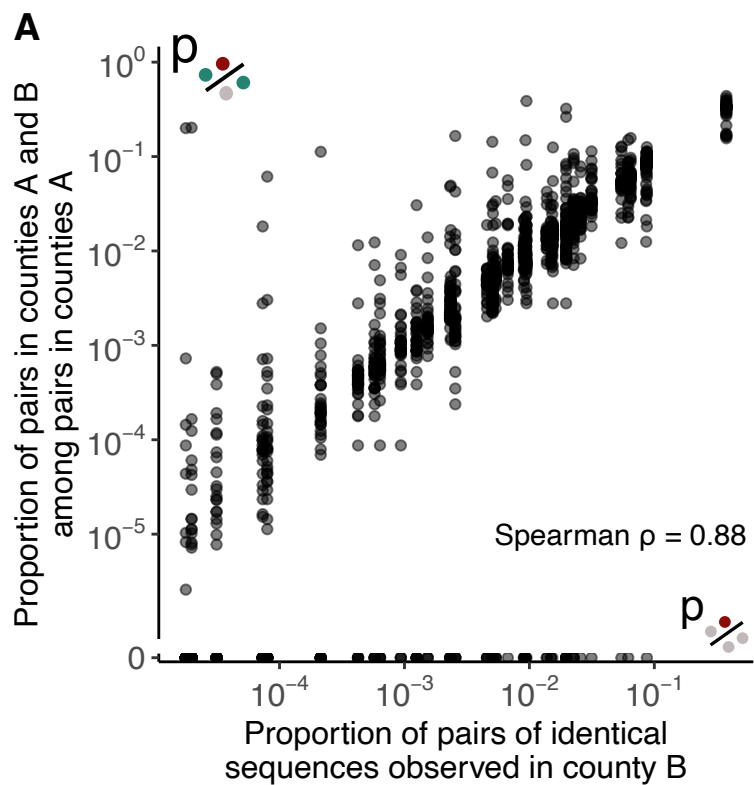 A
p
10⁰
10⁻¹
10⁻²
10⁻³
10⁻⁴
10⁻⁵
0
Proportion of pairs in counties A and B
among pairs in counties A
Spearman ρ = 0.88
p
10⁻⁴
10⁻³
10⁻²
10⁻¹
Proportion of pairs of identical
sequences observed in county B